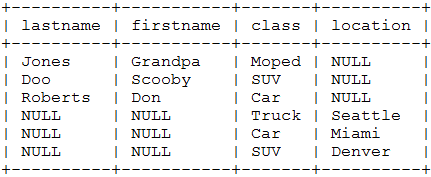 +----------+-----------+-------+----------+
| lastname | firstname | class | location |
+----------+-----------+-------+----------+
| Jones    | Grandpa   | Moped | NULL     |
| Doo      | Scooby    | SUV   | NULL     |
| Roberts  | Don       | Car   | NULL     |
| NULL     | NULL      | Truck | Seattle  |
| NULL     | NULL      | Car   | Miami    |
| NULL     | NULL      | SUV   | Denver   |
+----------+-----------+-------+----------+